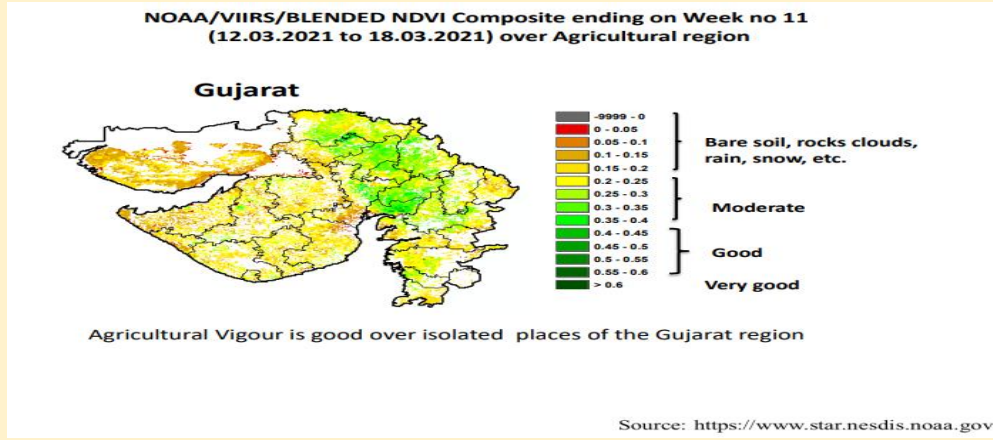 NOAA/VIIRS/BLENDED NDVI Composite ending on Week no 11
(12.03.2021 to 18.03.2021) over Agricultural region
Gujarat
-9999 - 0
0 - 0.05
0.05 - 0.1
0.1 - 0.15
0.15 - 0.2
0.2 - 0.25
0.25 - 0.3
0.3 - 0.35
0.35 - 0.4
0.4 - 0.45
0.45 - 0.5
0.5 - 0.55
0.55 - 0.6
> 0.6
Bare soil, rocks clouds,
rain, snow, etc.
Moderate
Good
Very good
Agricultural Vigour is good over isolated places of the Gujarat region
Source: https://www.star.nesdis.noaa.gov